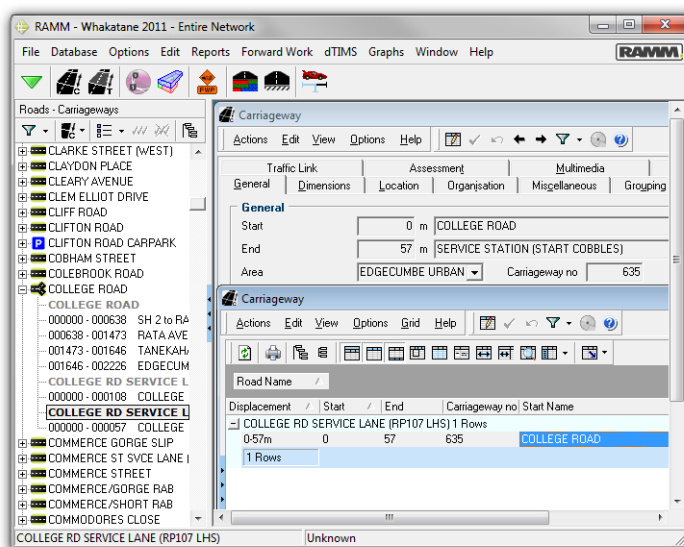 RAMM - Whakatane 2011 - Entire Network
File Database Options Edit Reports Forward Work dTIMS Graphs Window Help
RAMM
C T FWP
Roads - Carriageways
CLARKE STREET (WEST)
CLAYDON PLACE
CLEARY AVENUE
CLEM ELLIOT DRIVE
CLIFF ROAD
CLIFTON ROAD
P CLIFTON ROAD CARPARK
COBHAM STREET
COLEBROOK ROAD
COLLEGE ROAD
COLLEGE ROAD
000000 - 000638 SH 2 to RA
000638 - 001473 RATA AVE
001473 - 001646 TANEKAH
001646 - 002226 EDGECUM
COLLEGE RD SERVICE L
000000 - 000108 COLLEGE
COLLEGE RD SERVICE L
000000 - 000057 COLLEGE
COMMERCE GORGE SLIP
COMMERCE ST SVCE LANE
COMMERCE STREET
COMMERCE/GORGE RAB
COMMERCE/SHORT RAB
COMMODORES CLOSE
Carriageway
Actions Edit View Options Help
Traffic Link Assessment Multimedia
General Dimensions Location Organisation Miscellaneous Grouping
General
Start 0 m COLLEGE ROAD
End 57 m SERVICE STATION (START COBBLES)
Area EDGECUMBE URBAN Carriageway no 635
Carriageway
Actions Edit View Options Grid Help
Road Name
Displacement Start End Carriageway no Start Name
COLLEGE RD SERVICE LANE (RP107 LHS) 1 Rows
0-57m 0 57 635 COLLEGE ROAD
1 Rows
COLLEGE RD SERVICE LANE (RP107 LHS) Unknown